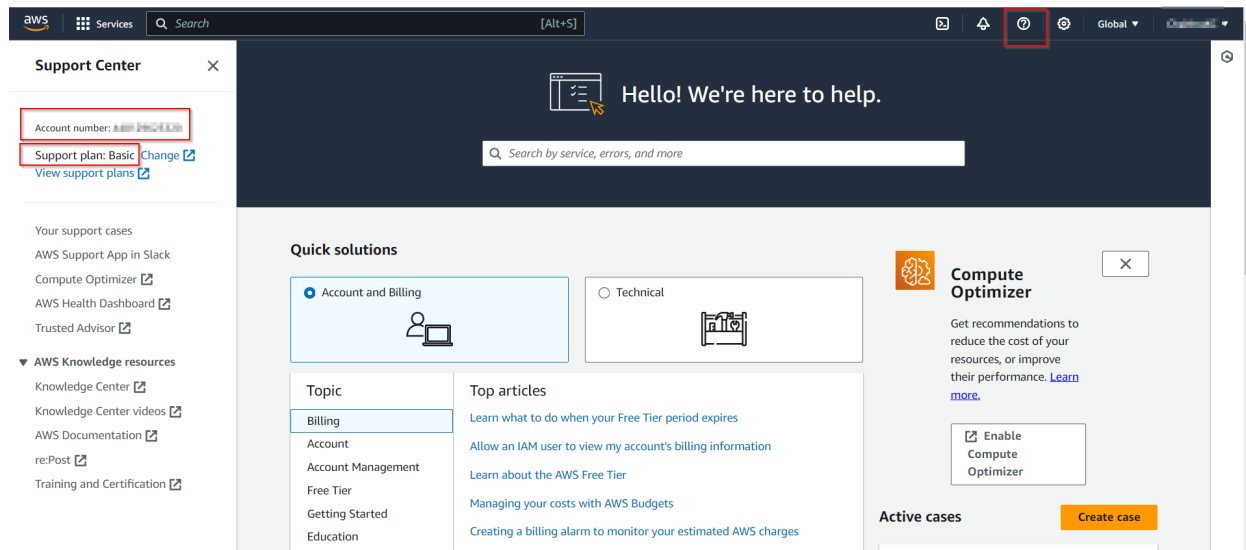 aws
Services
Search
[Alt+S]
Global
Support Center
Account number:
Support plan: Basic Change
View support plans
Your support cases
AWS Support App in Slack
Compute Optimizer
AWS Health Dashboard
Trusted Advisor
AWS Knowledge resources
Knowledge Center
Knowledge Center videos
AWS Documentation
re:Post
Training and Certification
Hello! We're here to help.
Search by service, errors, and more
Quick solutions
Account and Billing
Technical
Topic
Billing
Account
Account Management
Free Tier
Getting Started
Education
Top articles
Learn what to do when your Free Tier period expires
Allow an IAM user to view my account's billing information
Learn about the AWS Free Tier
Managing your costs with AWS Budgets
Creating a billing alarm to monitor your estimated AWS charges
Compute
Optimizer
Get recommendations to
reduce the cost of your
resources, or improve
their performance. Learn
more.
Enable
Compute
Optimizer
Active cases
Create case